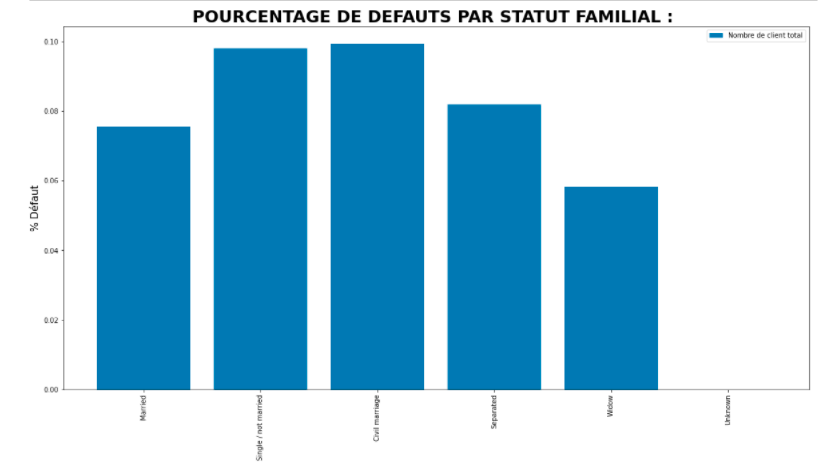 POURCENTAGE DE DEFAUTS PAR STATUT FAMILIAL :
Nombre de client total
% Défaut
0.10
0.08
0.06
0.04
0.02
0.00
Married
Single / not married
Civil marriage
Separated
Widow
Unknown